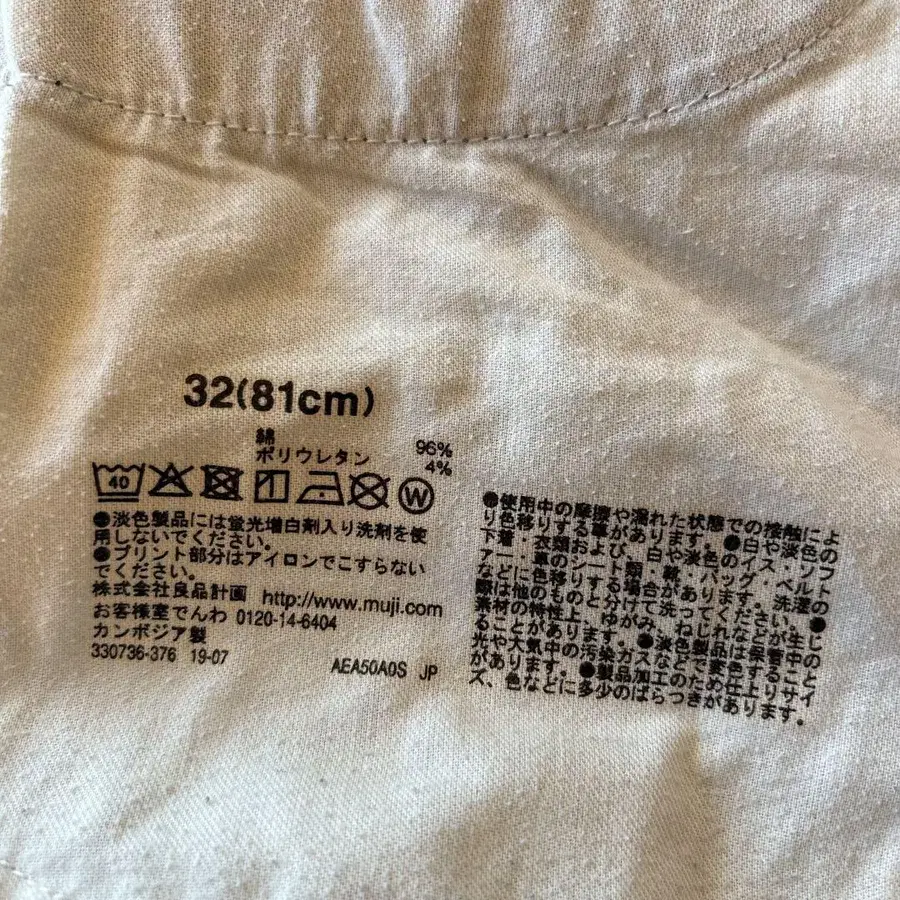 32(81cm)
綿 96%
ポリウレタン 4%
40 W
●淡色製品には蛍光増白剤入り洗剤を使
用しないでください。
●プリント部分はアイロンでこすらない
でください。
株式会社良品計画 http://www.muji.com
お客様室でんわ 0120-14-6404
カンボジア製
330736-376 19-07 AEA50A0S JP
●使用中の摩擦や濡れた状態での接触によ
り色移りする事があります。●白や淡色の
下着・衣類および、白や淡色のイス・ソフ
ァー・車のシート類、靴・バッグ・ベルト
などに色移りする場合があります。洗濯の
際は他のものと分けて洗ってください。●
素材の特性上、ゆがみ、ねじれなどが生じ
ることがあります。●淡色は保管中の
光や大気中の汚染ガスなどで変色すること
があります。●製品加工のため仕上りサイ
ズ、色などに多少のばらつきがあります。